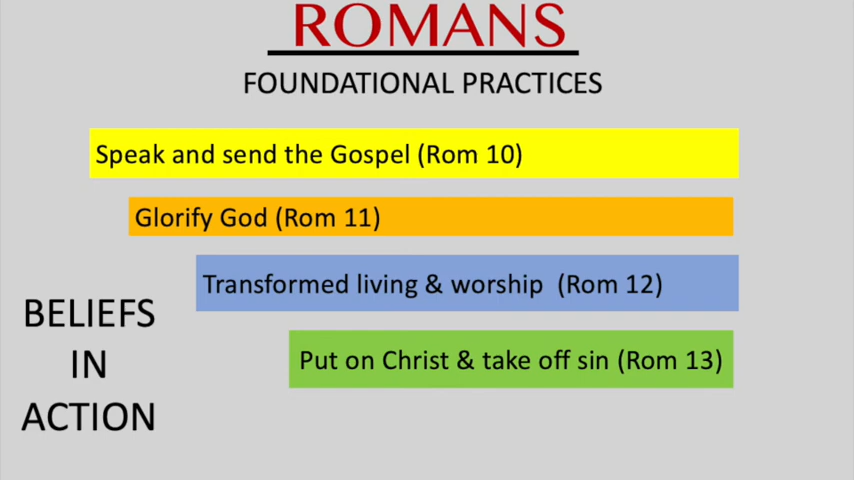 ROMANS
FOUNDATIONAL PRACTICES
Speak and send the Gospel (Rom 10)
Glorify God (Rom 11)
Transformed living & worship (Rom 12)
Put on Christ & take off sin (Rom 13)
BELIEFS
IN
ACTION